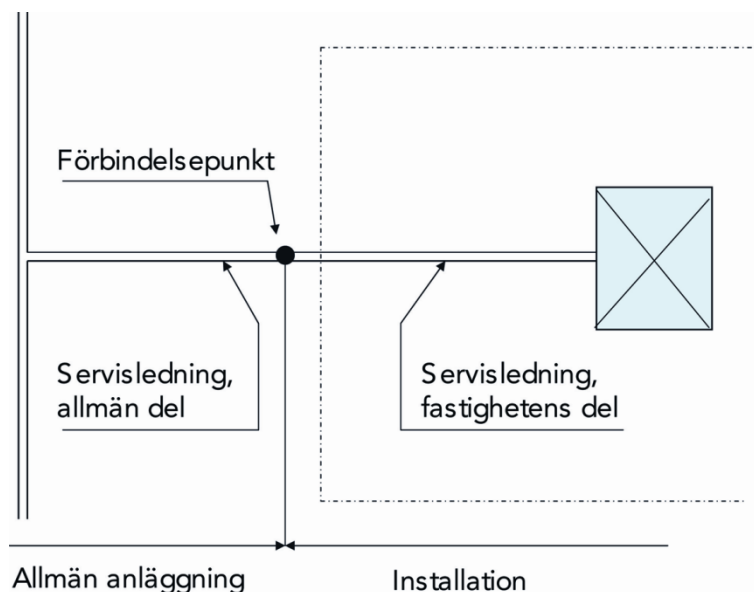 Förbindelsepunkt
Servisledning,
allmän del
Servisledning,
fastighetens del
Allmän anläggning
Installation